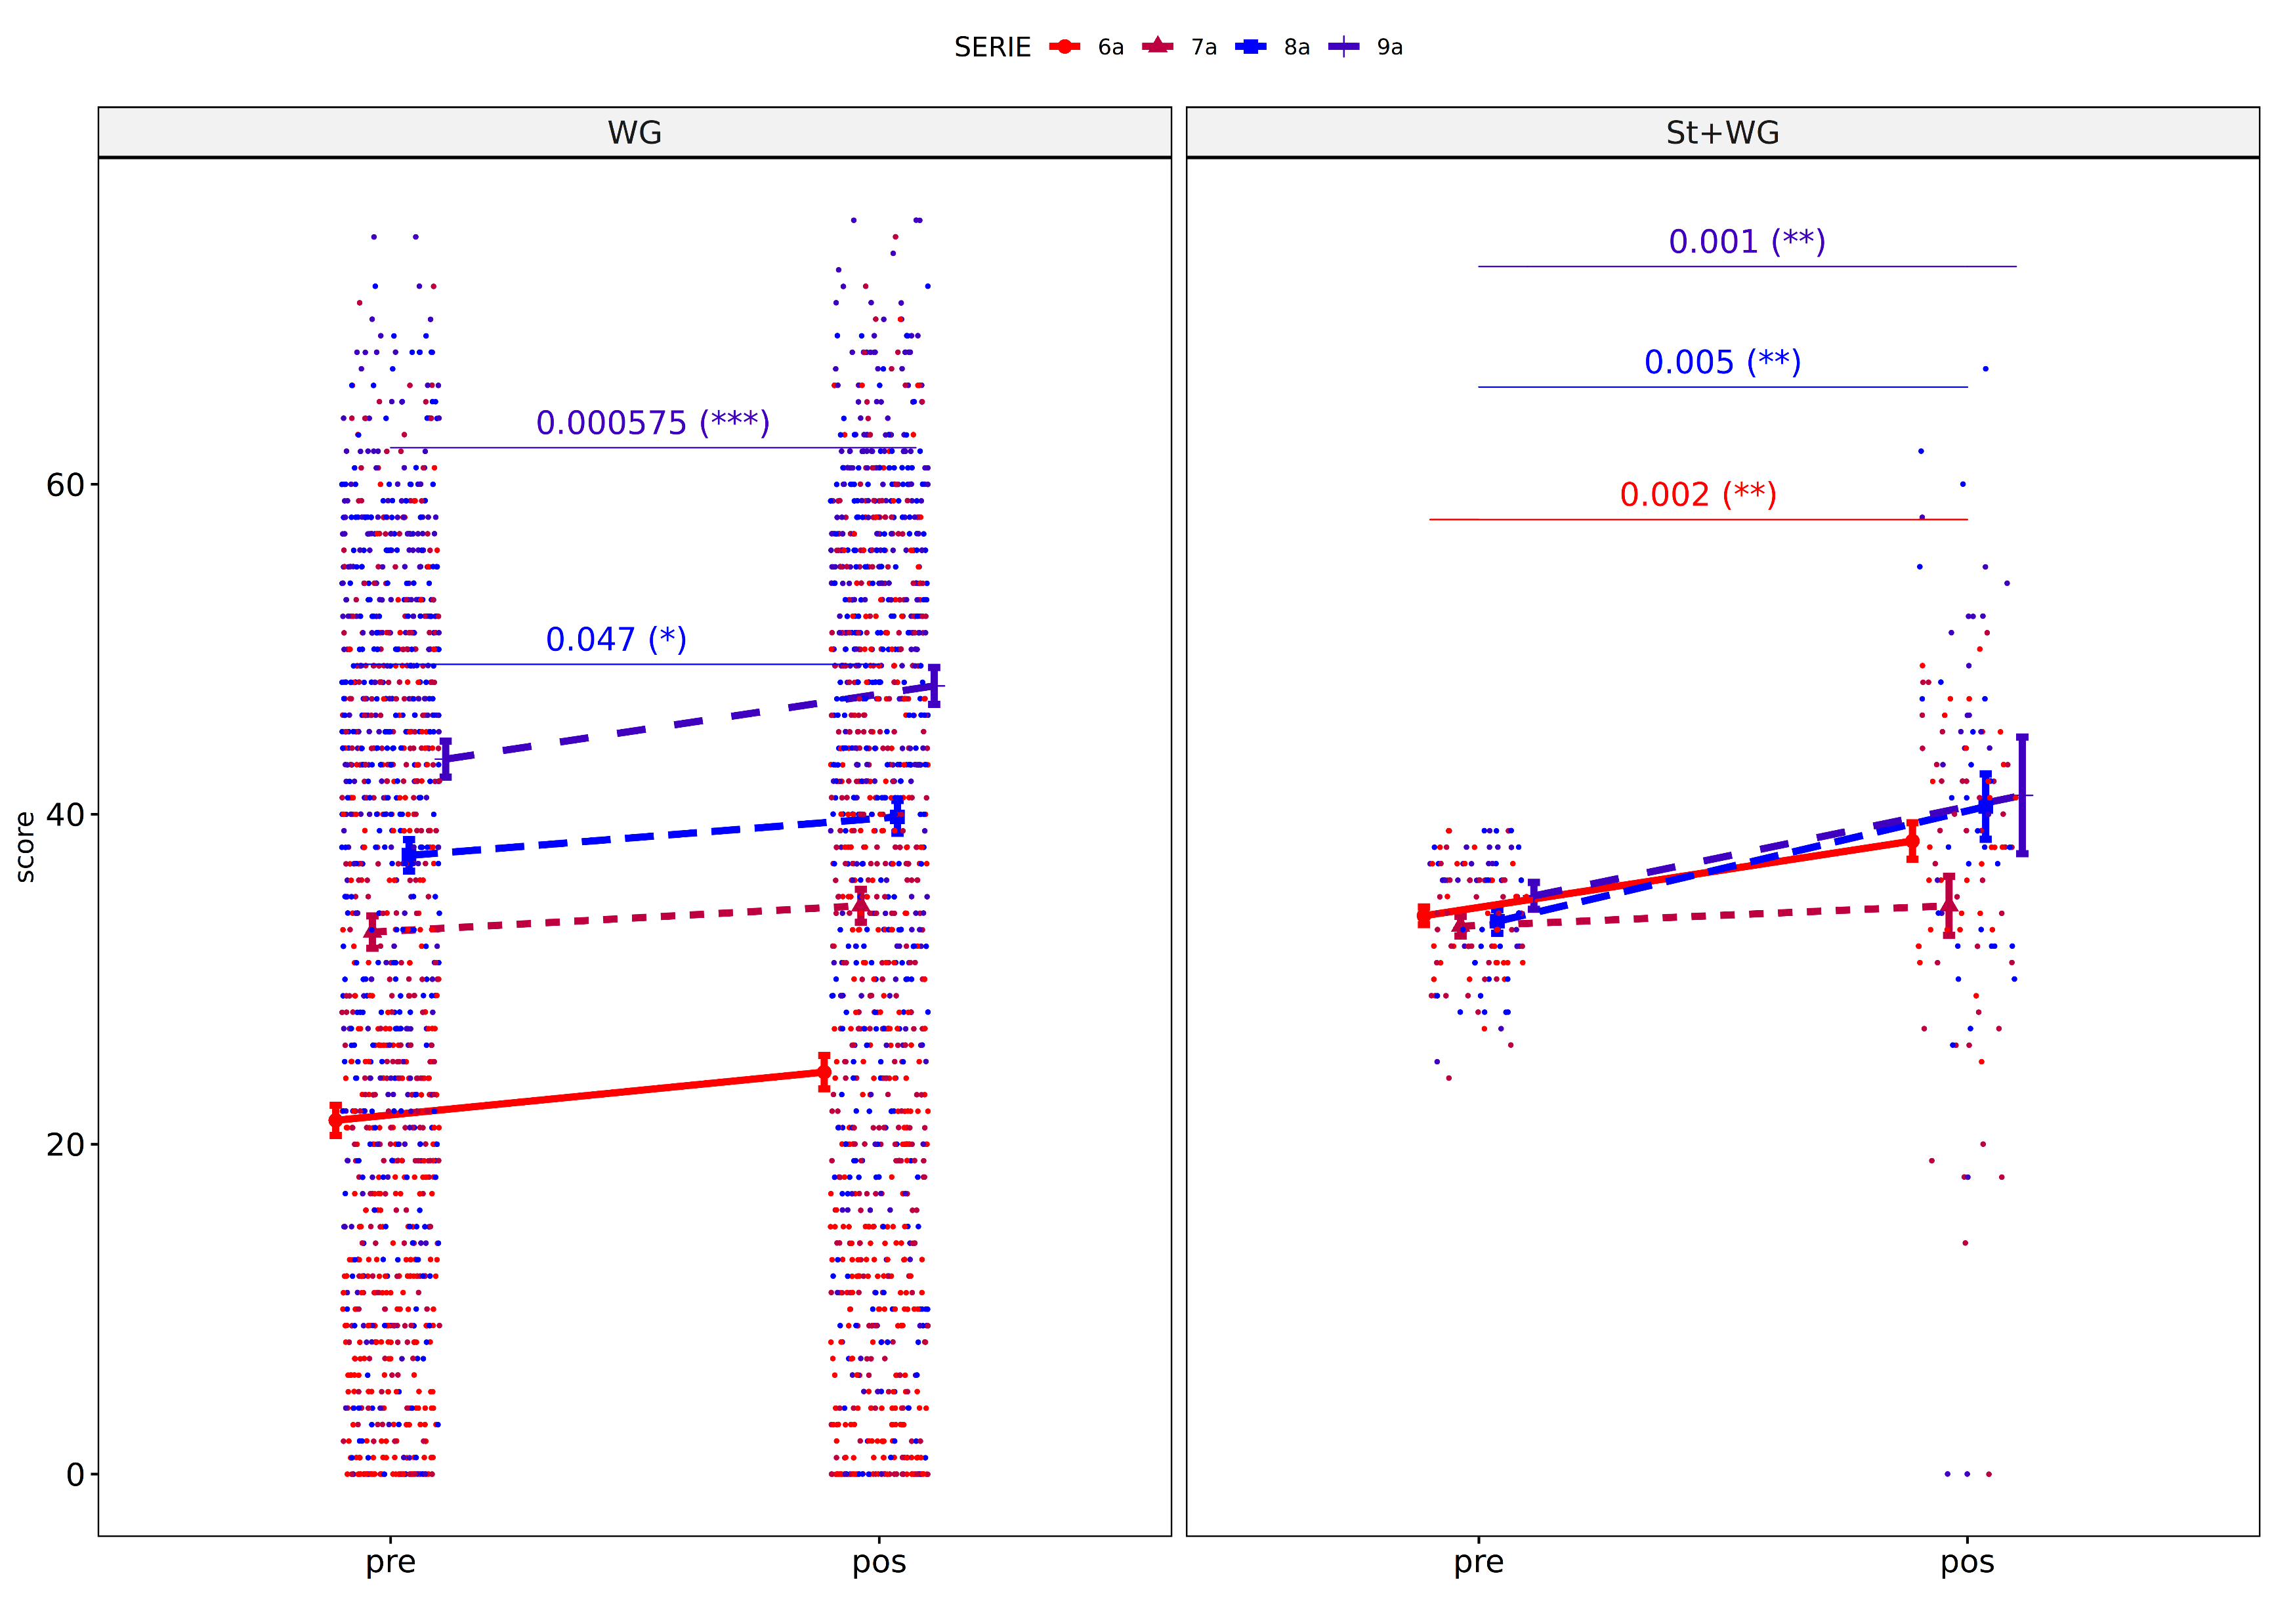 SERIE 6a 7a 8a 9a
WG St+WG
0.001 (**)
0.005 (**)
0.000575 (***)
60
0.002 (**)
0.047 (*)
40
score
20
0
pre pos pre pos